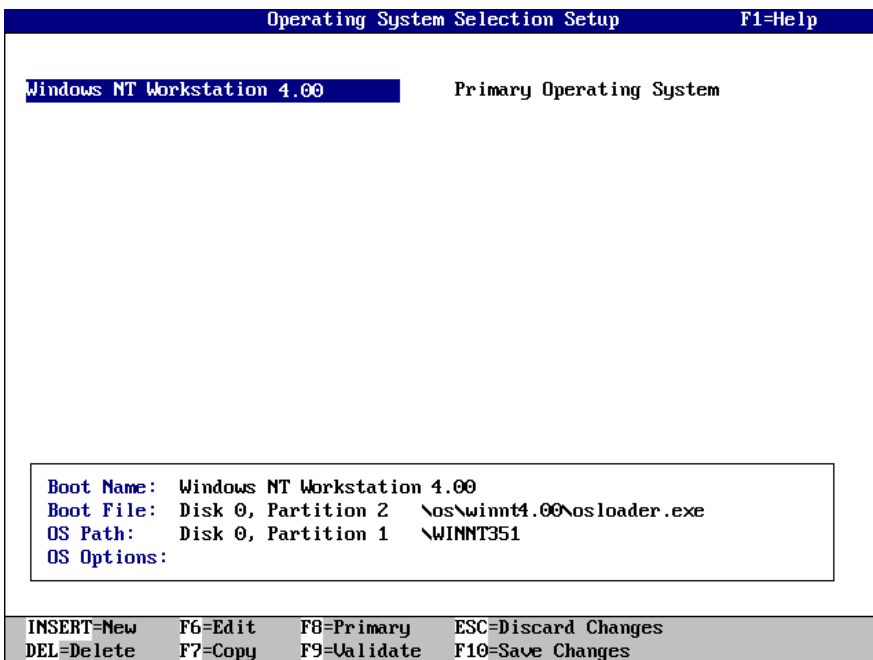 Operating System Selection Setup F1=Help
Windows NT Workstation 4.00 Primary Operating System
Boot Name: Windows NT Workstation 4.00
Boot File: Disk 0, Partition 2 \os\winnt4.00\osloader.exe
OS Path: Disk 0, Partition 1 \WINNT351
OS Options:
INSERT=New F6=Edit F8=Primary ESC=Discard Changes
DEL=Delete F7=Copy F9=Validate F10=Save Changes